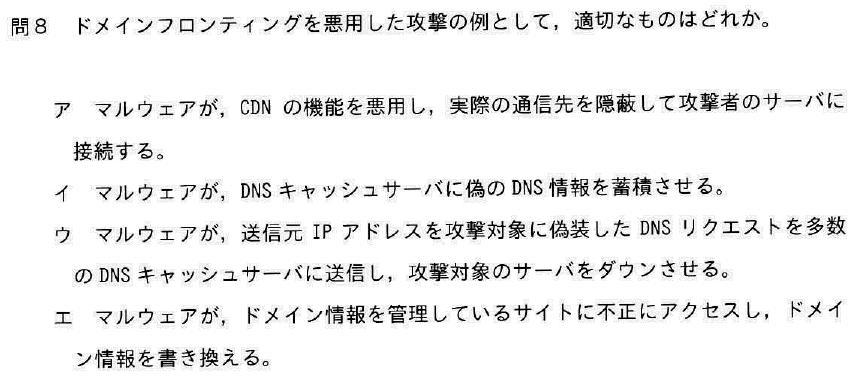 問８　ドメインフロンティングを悪用した攻撃の例として，適切なものはどれか。
ア　マルウェアが，CDN の機能を悪用し，実際の通信先を隠蔽して攻撃者のサーバに
接続する。
イ　マルウェアが，DNS キャッシュサーバに偽の DNS 情報を蓄積させる。
ウ　マルウェアが，送信元 IP アドレスを攻撃対象に偽装した DNS リクエストを多数
の DNS キャッシュサーバに送信し，攻撃対象のサーバをダウンさせる。
エ　マルウェアが，ドメイン情報を管理しているサイトに不正にアクセスし，ドメイ
ン情報を書き換える。